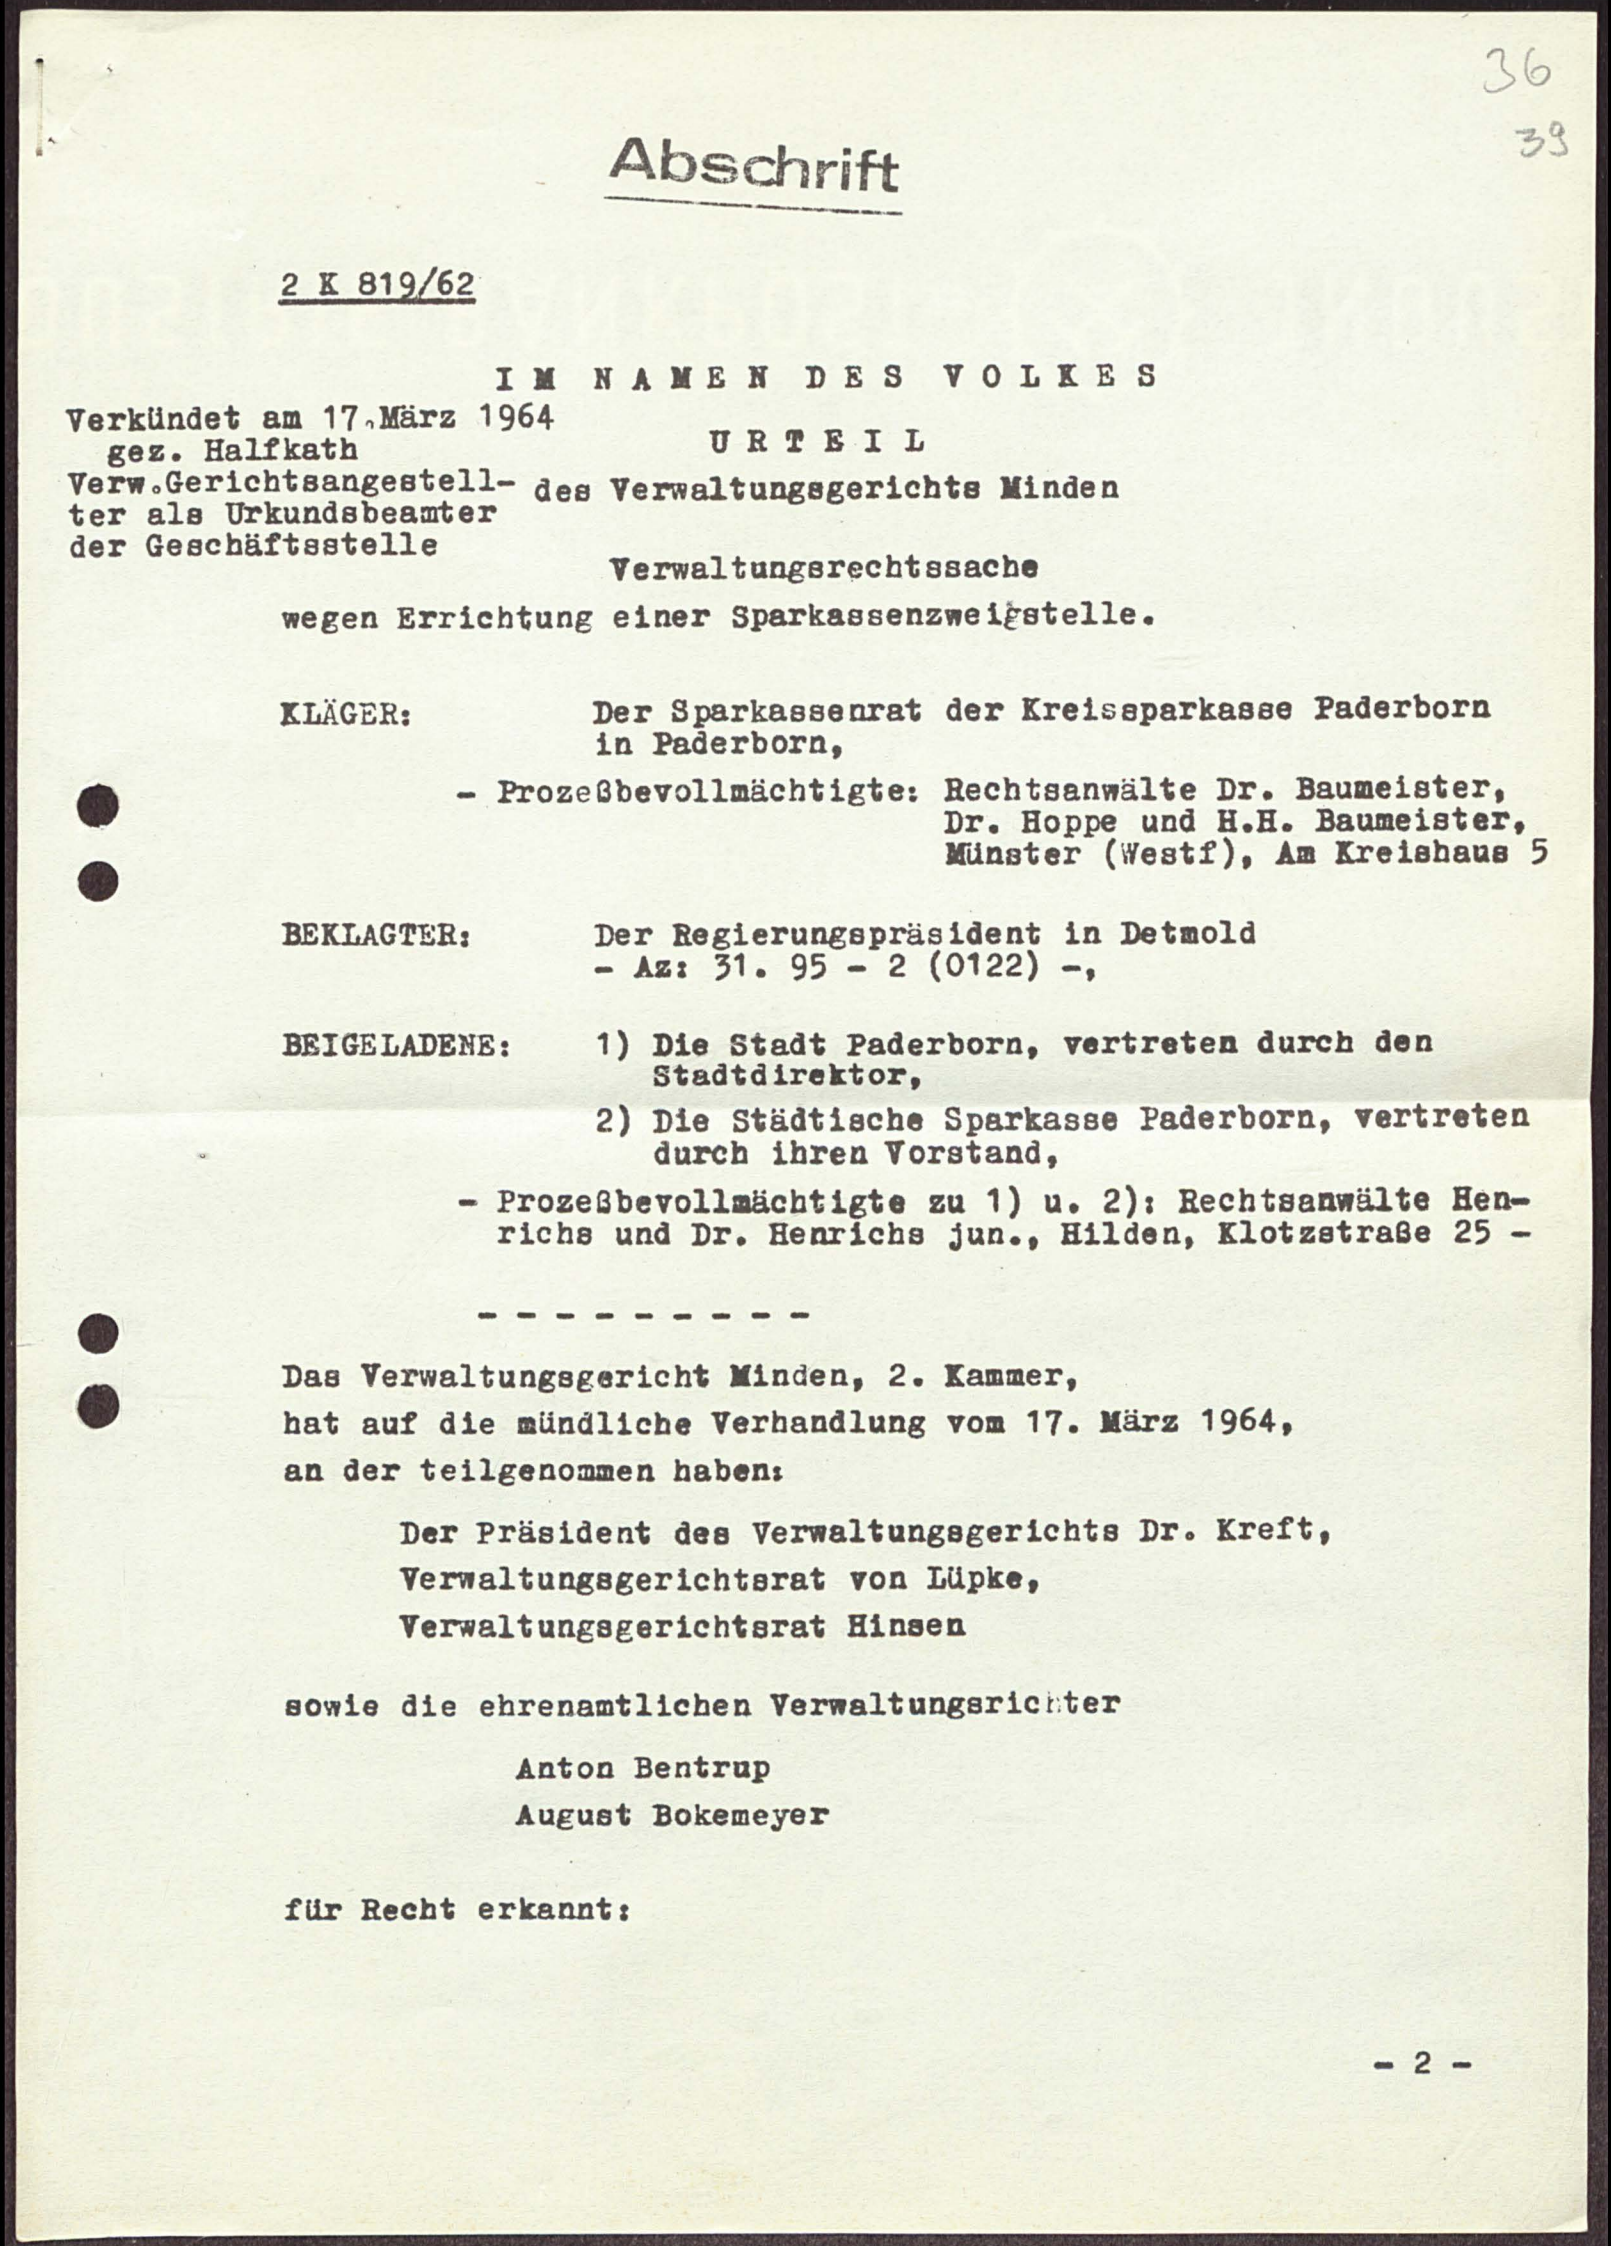 36
39
Abschrift
2 K 819/62
IM NAMEN DES VOLKES
Verkündet am 17.März 1964
gez. Halfkath
Verw.Gerichtsangestell-
ter als Urkundsbeamter
der Geschäftsstelle
URTEIL
des Verwaltungsgerichts Minden
Verwaltungsrechtssache
wegen Errichtung einer Sparkassenzweigstelle.
KLÄGER: Der Sparkassenrat der Kreissparkasse Paderborn
in Paderborn,
- Prozeßbevollmächtigte: Rechtsanwälte Dr. Baumeister,
Dr. Hoppe und H.H. Baumeister,
Münster (Westf), Am Kreishaus 5
BEKLAGTER: Der Regierungspräsident in Detmold
- Az: 31. 95 - 2 (0122) -,
BEIGELADENE: 1) Die Stadt Paderborn, vertreten durch den
Stadtdirektor,
2) Die Städtische Sparkasse Paderborn, vertreten
durch ihren Vorstand,
- Prozeßbevollmächtigte zu 1) u. 2): Rechtsanwälte Hen-
richs und Dr. Henrichs jun., Hilden, Klotzstraße 25 -
- - - - - - - - -
Das Verwaltungsgericht Minden, 2. Kammer,
hat auf die mündliche Verhandlung vom 17. März 1964,
an der teilgenommen haben:
Der Präsident des Verwaltungsgerichts Dr. Kreft,
Verwaltungsgerichtsrat von Lüpke,
Verwaltungsgerichtsrat Hinsen
sowie die ehrenamtlichen Verwaltungsrichter
Anton Bentrup
August Bokemeyer
für Recht erkannt:
- 2 -